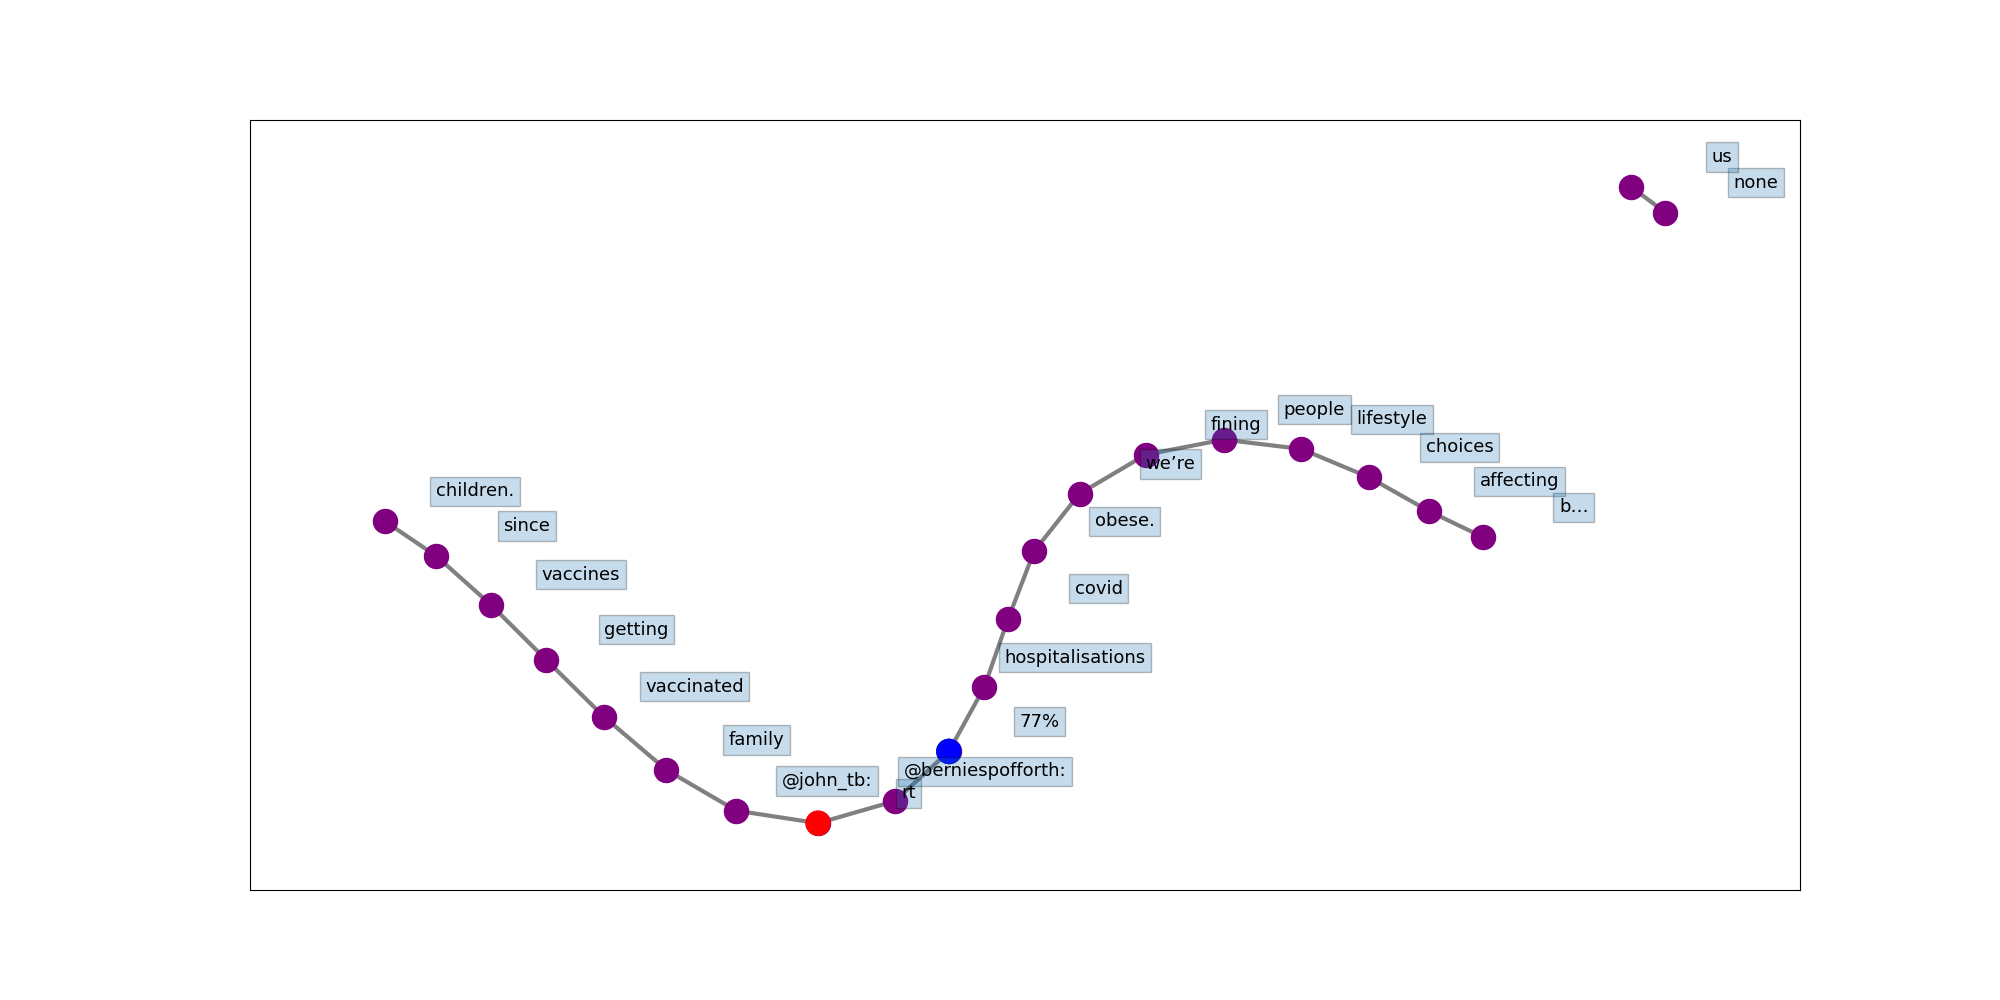 us
none
people
lifestyle
fining
choices
we’re
affecting
children.
b…
obese.
since
vaccines
covid
getting
hospitalisations
vaccinated
77%
family
@berniespofforth:
@john_tb:
rt